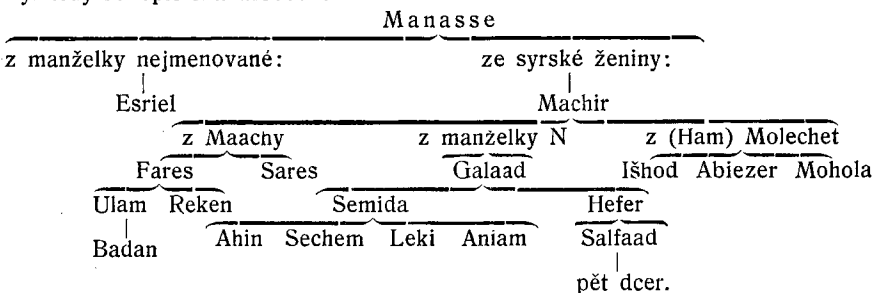 Manasse
z manželky nejmenované: ze syrské ženiny:
Esriel Machir
z Maachy z manželky N z (Ham) Molechet
Fares Sares Galaad Išhod Abiezer Mohola
Ulam Reken Semida Hefer
Badan Ahin Sechem Leki Aniam Salfaad
pět dcer.